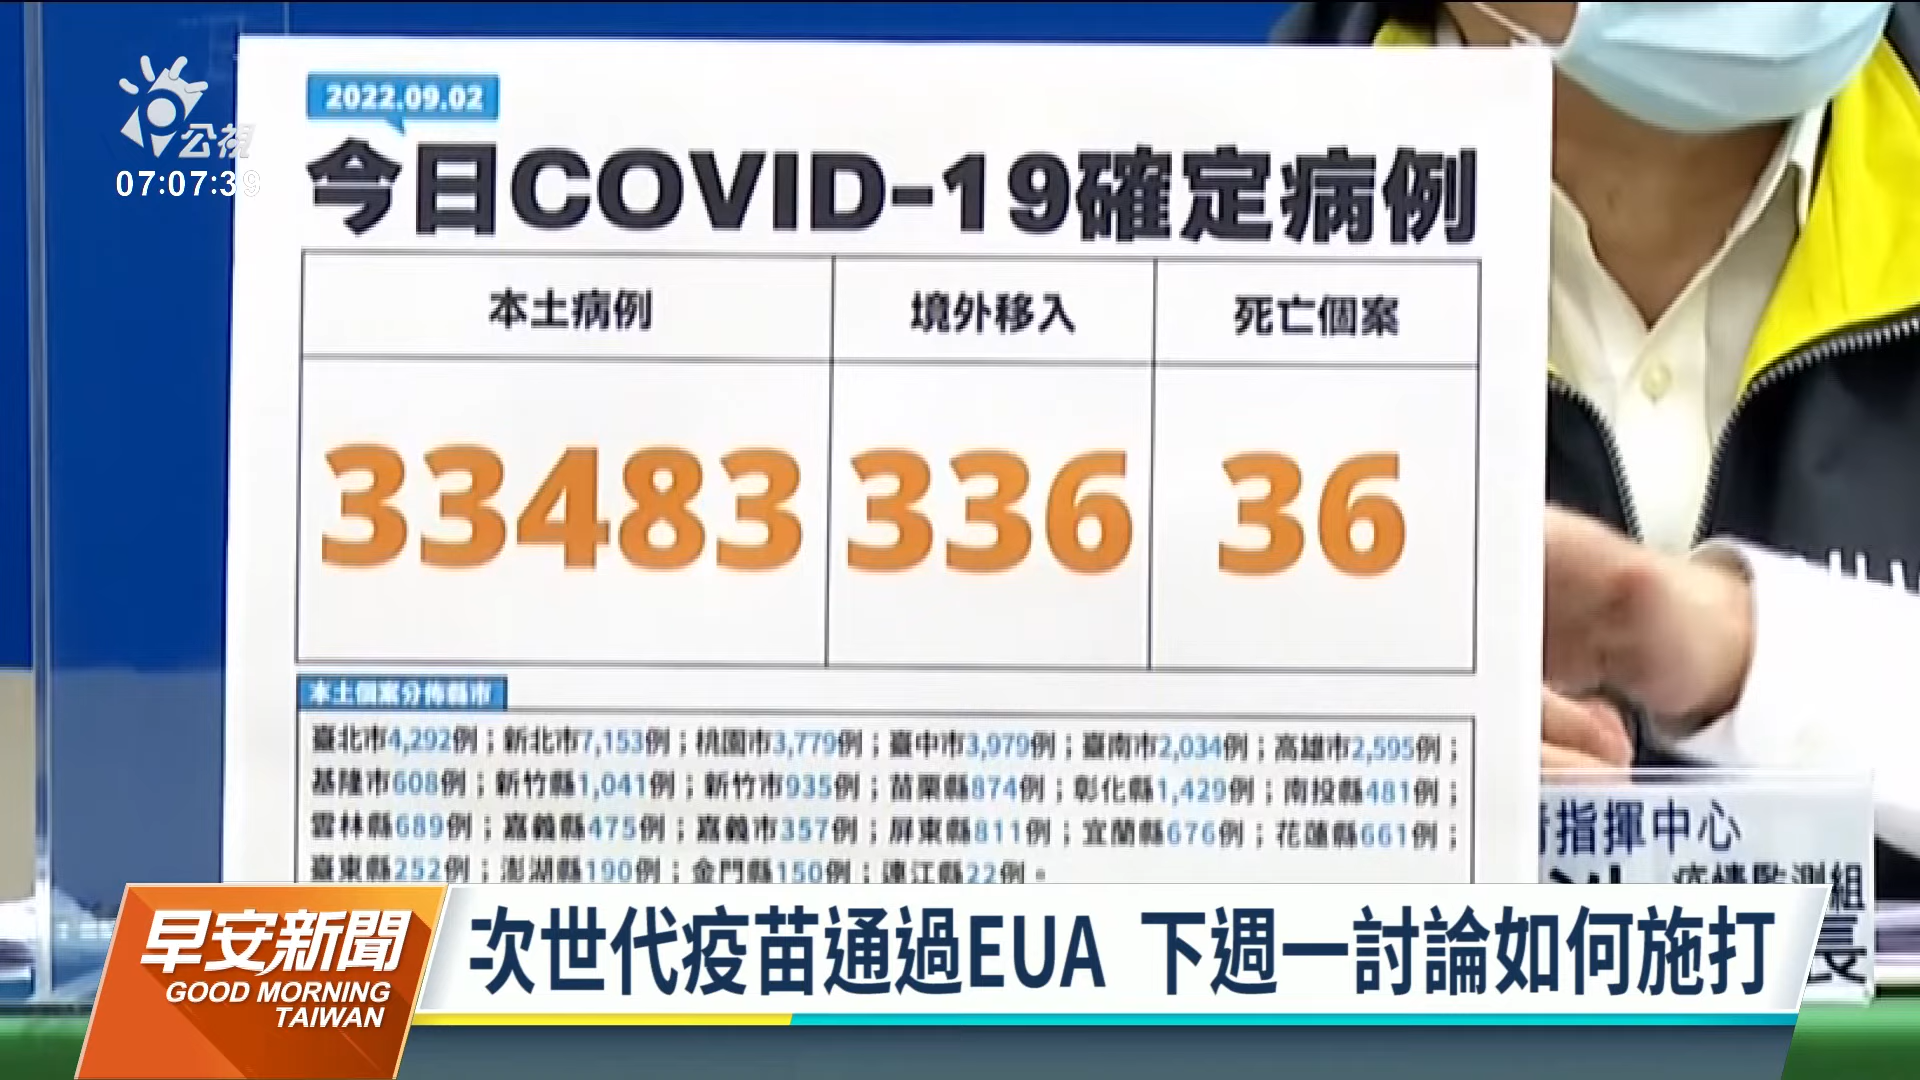 2022.09.02
公視
07:07:39
今日COVID-19確定病例
本土病例 境外移入 死亡個案
33483 336 36
本土個案分佈縣市
臺北市4,292例；新北市7,153例；桃園市3,779例；臺中市3,979例；臺南市2,034例；高雄市2,595例；
基隆市608例；新竹縣1,041例；新竹市935例；苗栗縣874例；彰化縣1,429例；南投縣481例；
雲林縣689例；嘉義縣475例；嘉義市357例；屏東縣811例；宜蘭縣676例；花蓮縣661例；
臺東縣252例；澎湖縣190例；金門縣150例；連江縣22例。
指揮中心
疫情監測組
長
早安新聞
GOOD MORNING
TAIWAN
次世代疫苗通過EUA 下週一討論如何施打